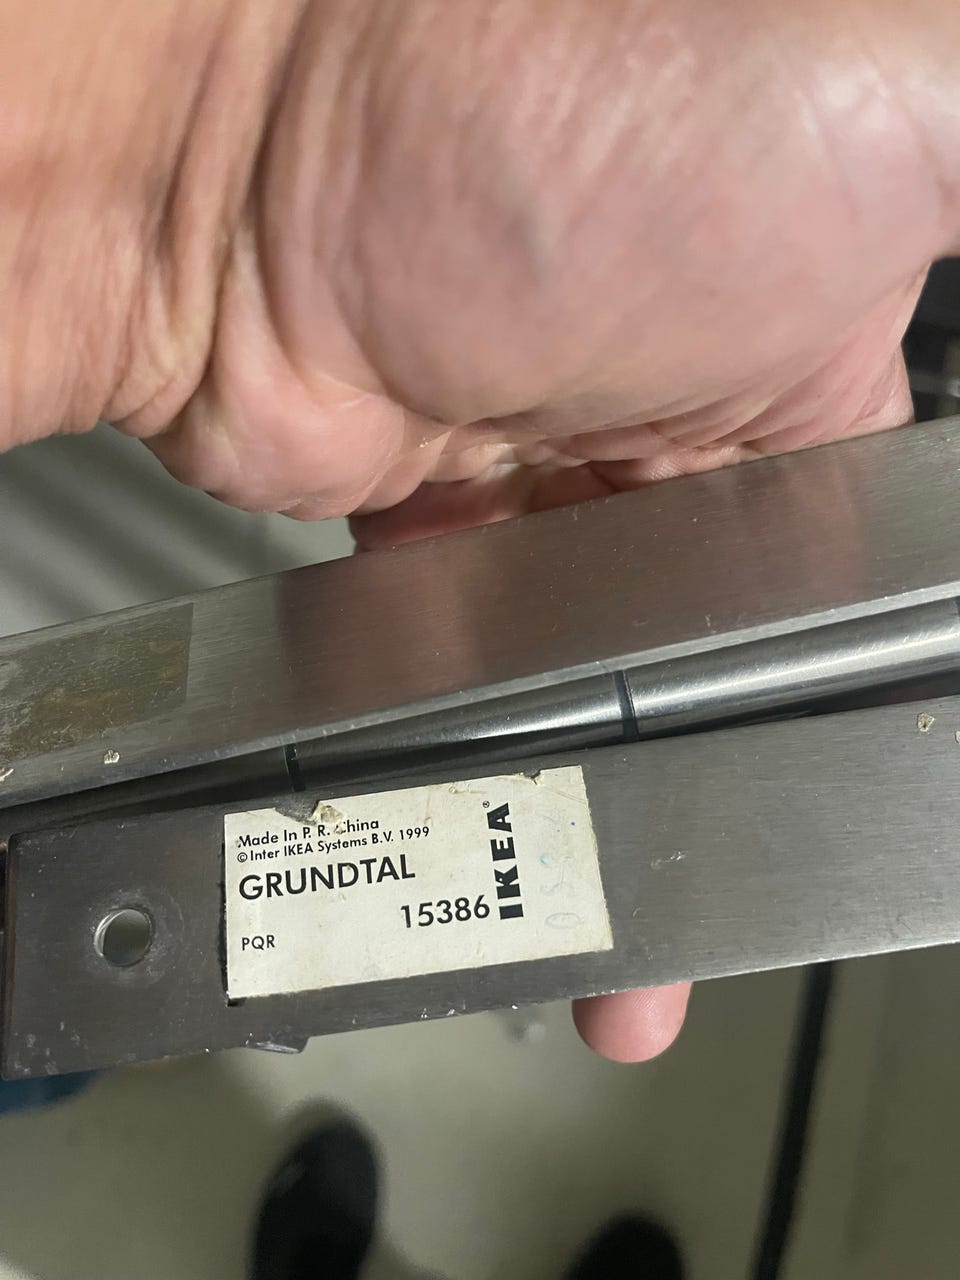 Made In P. R. China
© Inter IKEA Systems B.V. 1999
GRUNDTAL
15386
PQR
IKEA®